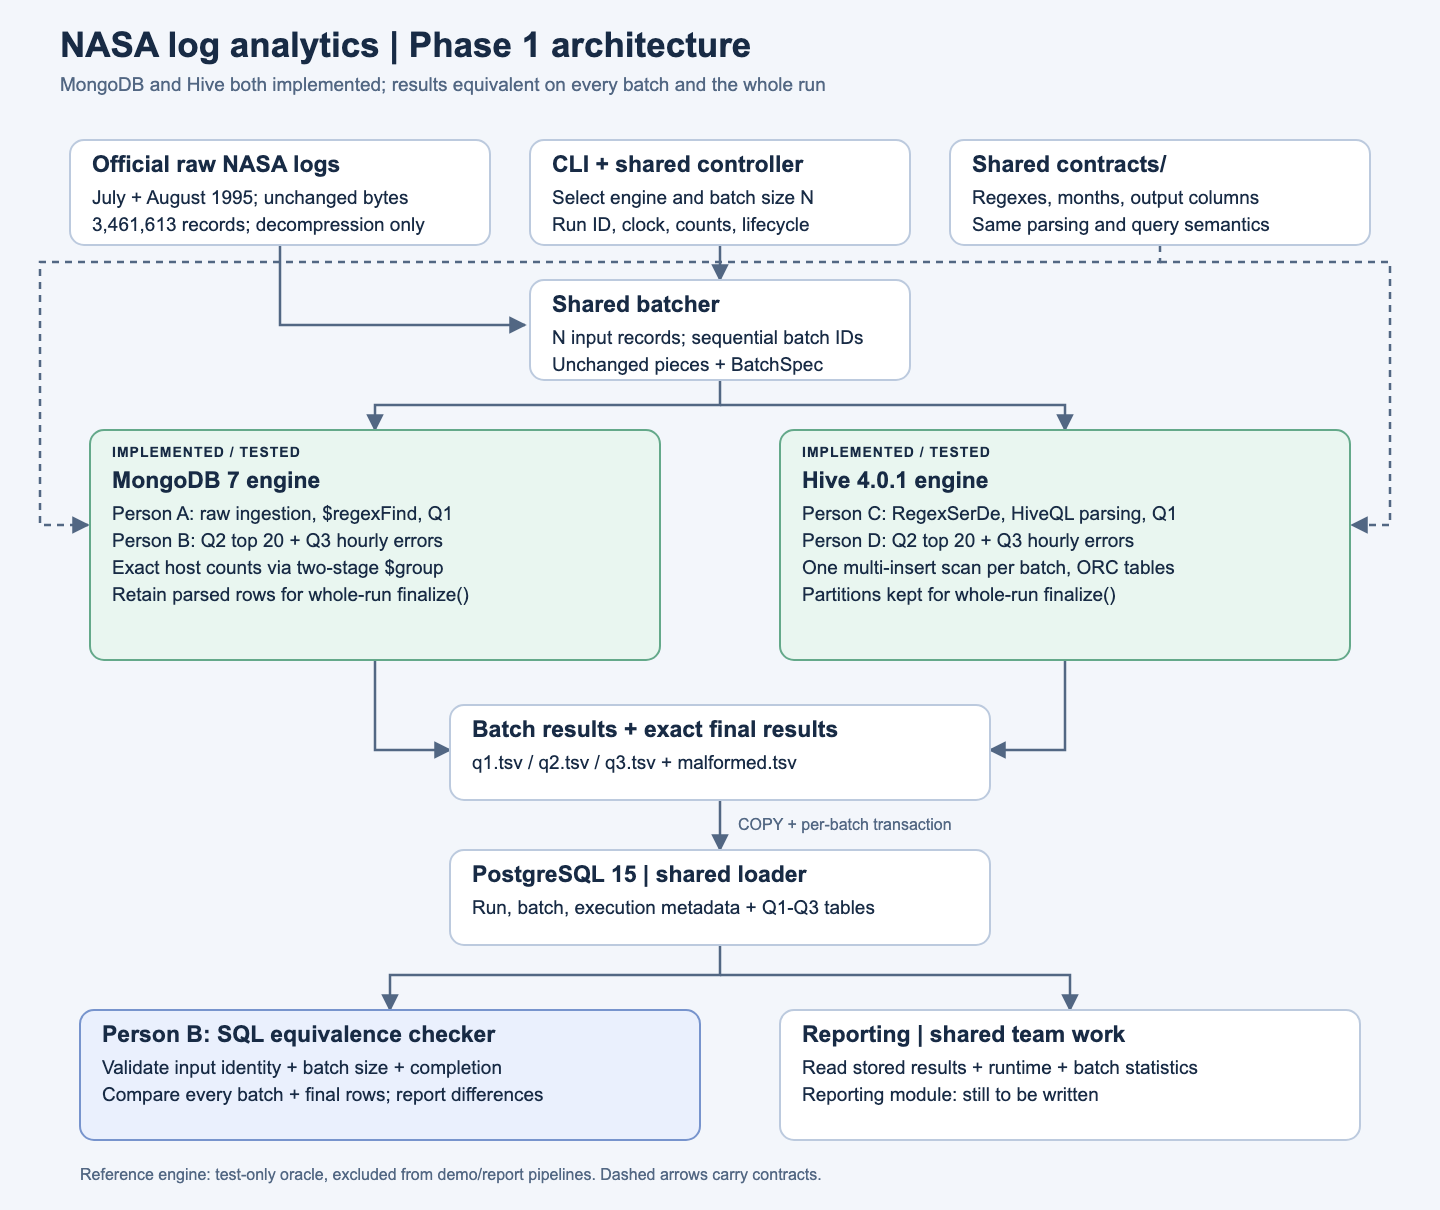 NASA log analytics | Phase 1 architecture
MongoDB and Hive both implemented; results equivalent on every batch and the whole run
Official raw NASA logs
July + August 1995; unchanged bytes
3,461,613 records; decompression only
CLI + shared controller
Select engine and batch size N
Run ID, clock, counts, lifecycle
Shared contracts/
Regexes, months, output columns
Same parsing and query semantics
Shared batcher
N input records; sequential batch IDs
Unchanged pieces + BatchSpec
IMPLEMENTED / TESTED
MongoDB 7 engine
Person A: raw ingestion, $regexFind, Q1
Person B: Q2 top 20 + Q3 hourly errors
Exact host counts via two-stage $group
Retain parsed rows for whole-run finalize()
IMPLEMENTED / TESTED
Hive 4.0.1 engine
Person C: RegexSerDe, HiveQL parsing, Q1
Person D: Q2 top 20 + Q3 hourly errors
One multi-insert scan per batch, ORC tables
Partitions kept for whole-run finalize()
Batch results + exact final results
q1.tsv / q2.tsv / q3.tsv + malformed.tsv
COPY + per-batch transaction
PostgreSQL 15 | shared loader
Run, batch, execution metadata + Q1-Q3 tables
Person B: SQL equivalence checker
Validate input identity + batch size + completion
Compare every batch + final rows; report differences
Reporting | shared team work
Read stored results + runtime + batch statistics
Reporting module: still to be written
Reference engine: test-only oracle, excluded from demo/report pipelines. Dashed arrows carry contracts.